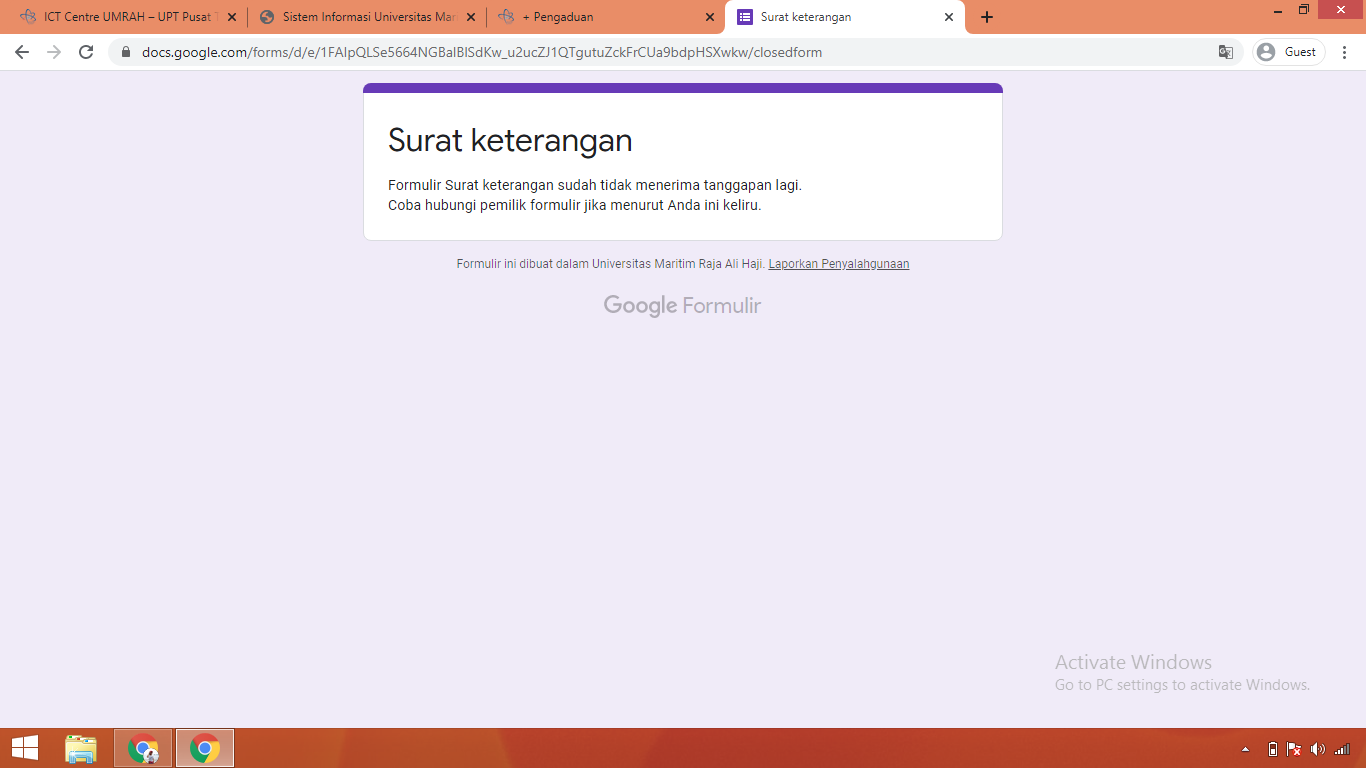 ICT Centre UMRAH – UPT Pusat T
Sistem Informasi Universitas Mar
+ Pengaduan
Surat keterangan
docs.google.com/forms/d/e/1FAIpQLSe5664NGBaIBISdKw_u2ucZJ1QTgutuZckFrCUa9bdpHSXwkw/closedform
Guest
Surat keterangan
Formulir Surat keterangan sudah tidak menerima tanggapan lagi.
Coba hubungi pemilik formulir jika menurut Anda ini keliru.
Formulir ini dibuat dalam Universitas Maritim Raja Ali Haji. Laporkan Penyalahgunaan
Google Formulir
Activate Windows
Go to PC settings to activate Windows.